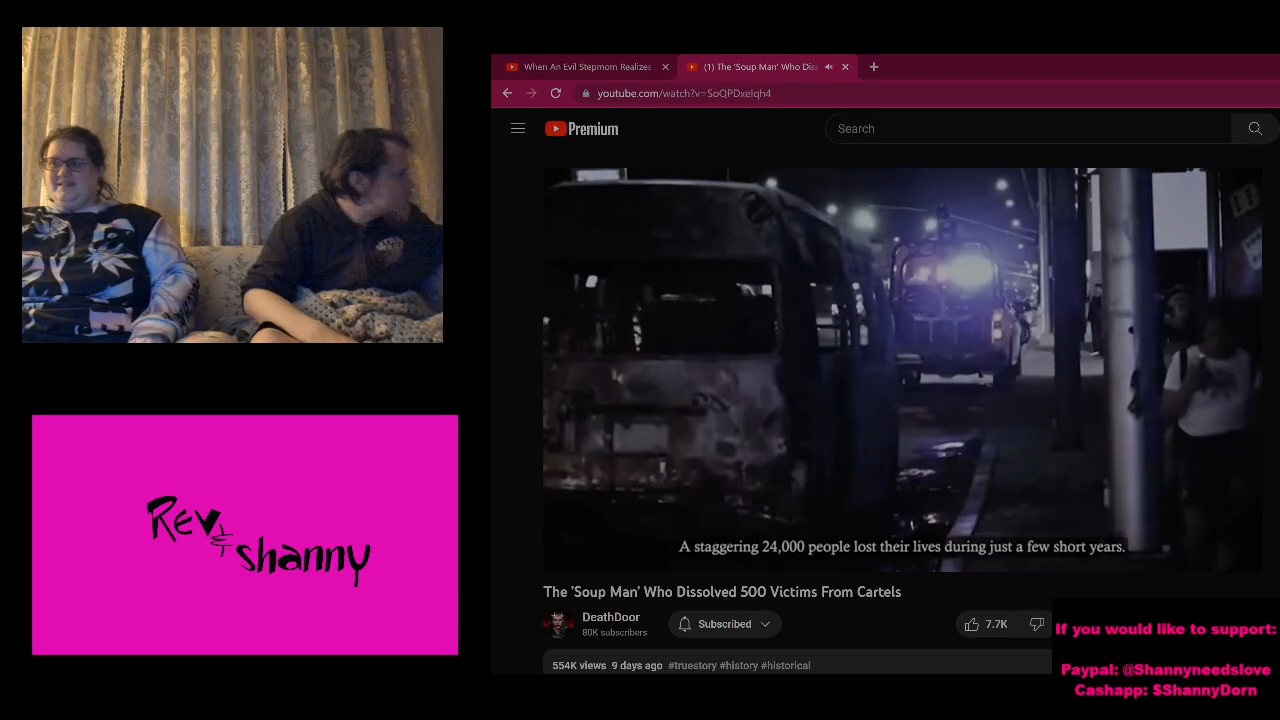 When An Evil Stepmom Realizes
(1) The 'Soup Man' Who Diss
youtube.com/watch?v=SoQPDxeIqh4
Premium
Search
A staggering 24,000 people lost their lives during just a few short years.
The 'Soup Man' Who Dissolved 500 Victims From Cartels
DeathDoor
80K subscribers
Subscribed
7.7K
554K views 9 days ago #truestory #history #historical
Rev
&
shanny
If you would like to support:
Paypal: @Shannyneedslove
Cashapp: $ShannyDorn